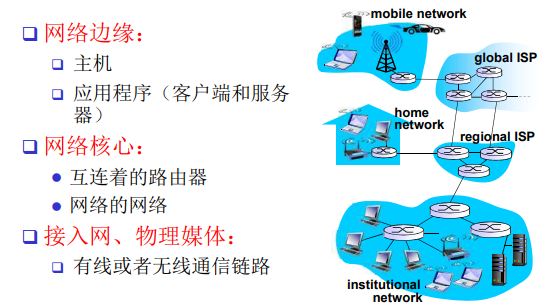 网络边缘：
主机
应用程序（客户端和服务
器）
网络核心：
互连着的路由器
网络的网络
接入网、物理媒体：
有线或者无线通信链路
mobile network
global ISP
home
network
regional ISP
institutional
network